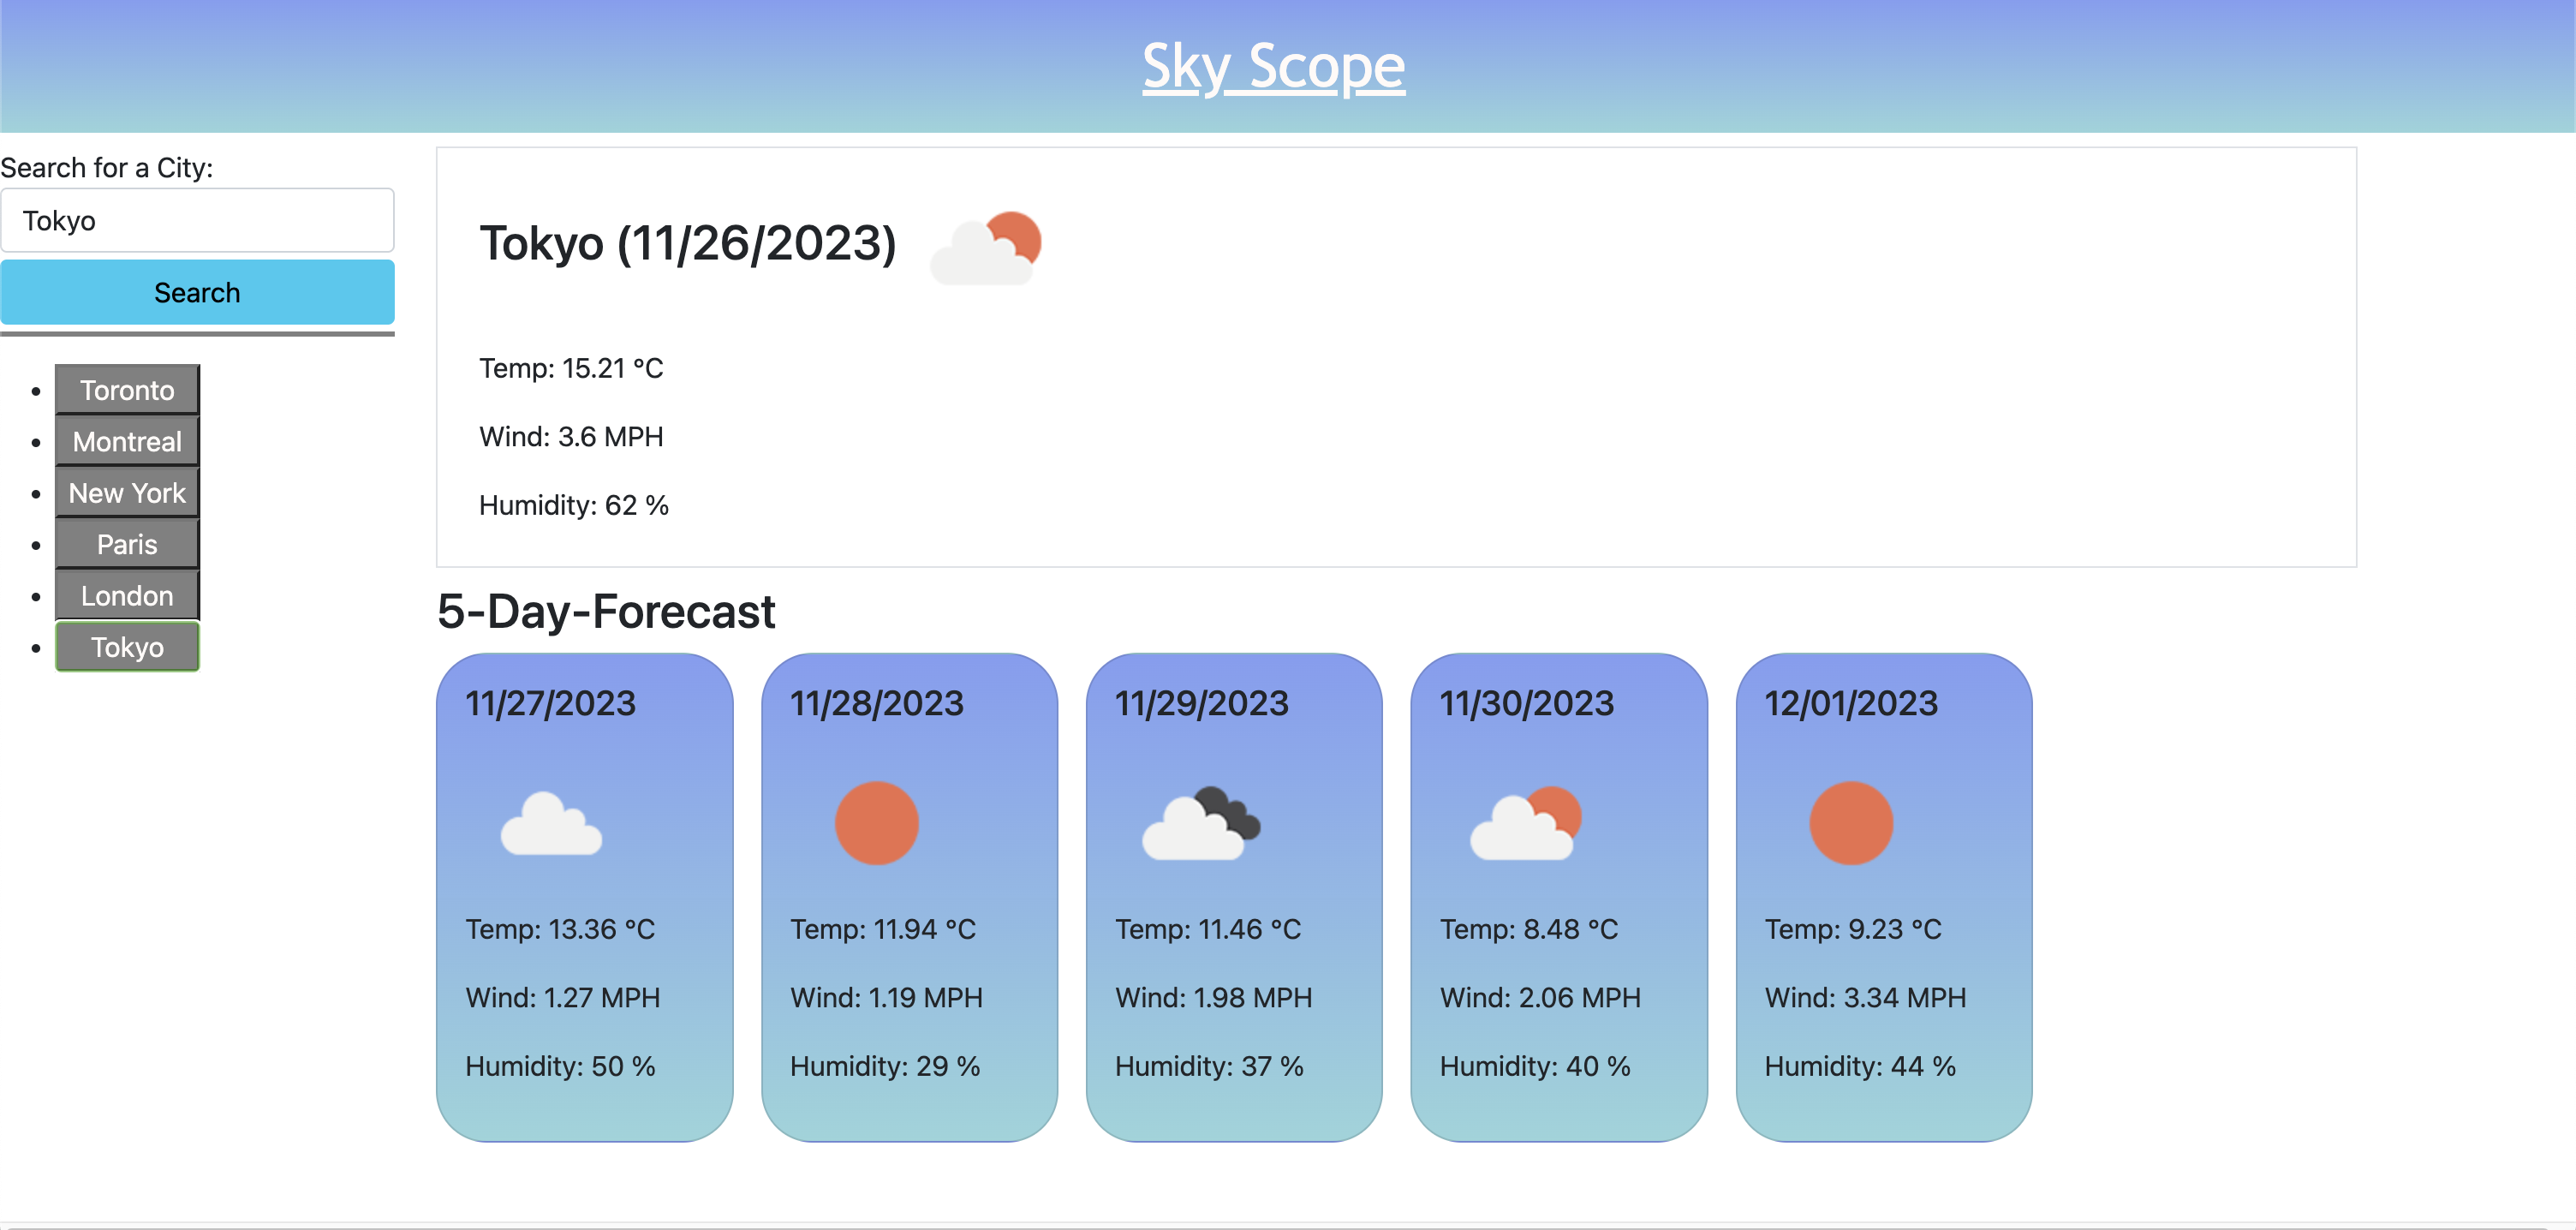 Sky Scope
Search for a City:
Tokyo
Search
Toronto
Montreal
New York
Paris
London
Tokyo
Tokyo (11/26/2023)
Temp: 15.21 °C
Wind: 3.6 MPH
Humidity: 62 %
5-Day-Forecast
11/27/2023
Temp: 13.36 °C
Wind: 1.27 MPH
Humidity: 50 %
11/28/2023
Temp: 11.94 °C
Wind: 1.19 MPH
Humidity: 29 %
11/29/2023
Temp: 11.46 °C
Wind: 1.98 MPH
Humidity: 37 %
11/30/2023
Temp: 8.48 °C
Wind: 2.06 MPH
Humidity: 40 %
12/01/2023
Temp: 9.23 °C
Wind: 3.34 MPH
Humidity: 44 %